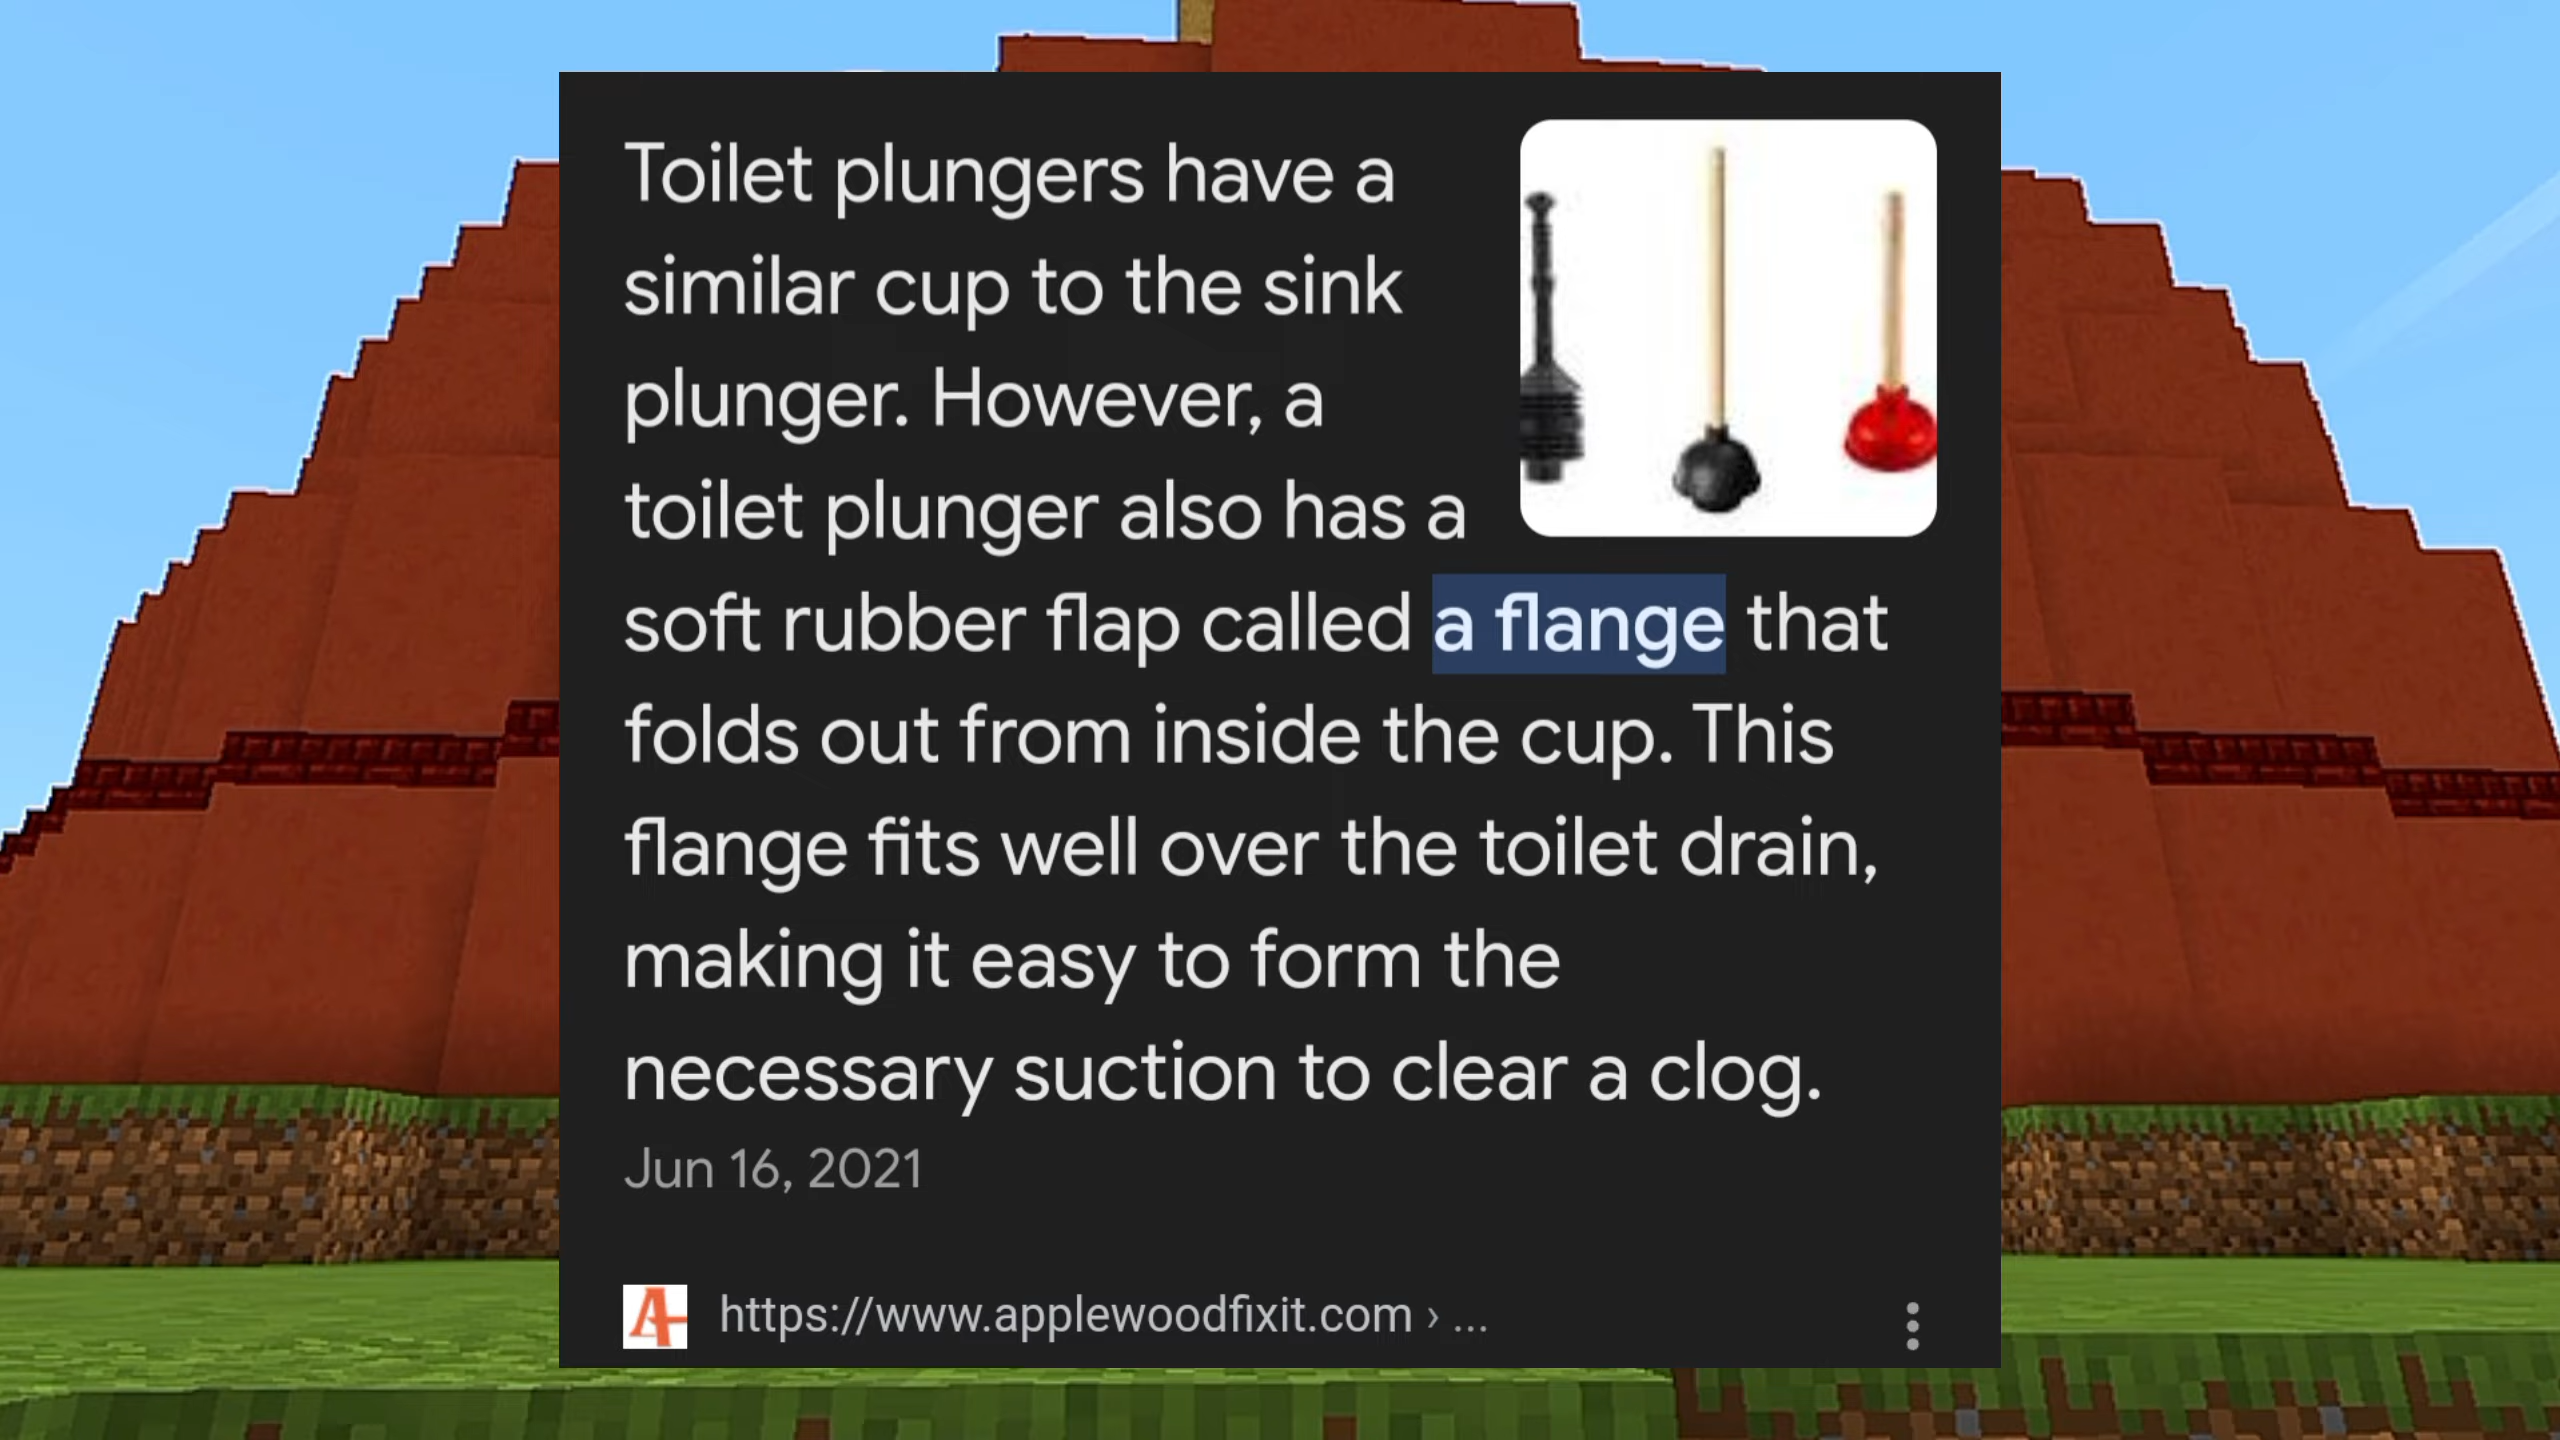 Toilet plungers have a
similar cup to the sink
plunger. However, a
toilet plunger also has a
soft rubber flap called a flange that
folds out from inside the cup. This
flange fits well over the toilet drain,
making it easy to form the
necessary suction to clear a clog.
Jun 16, 2021
https://www.applewoodfixit.com › ...